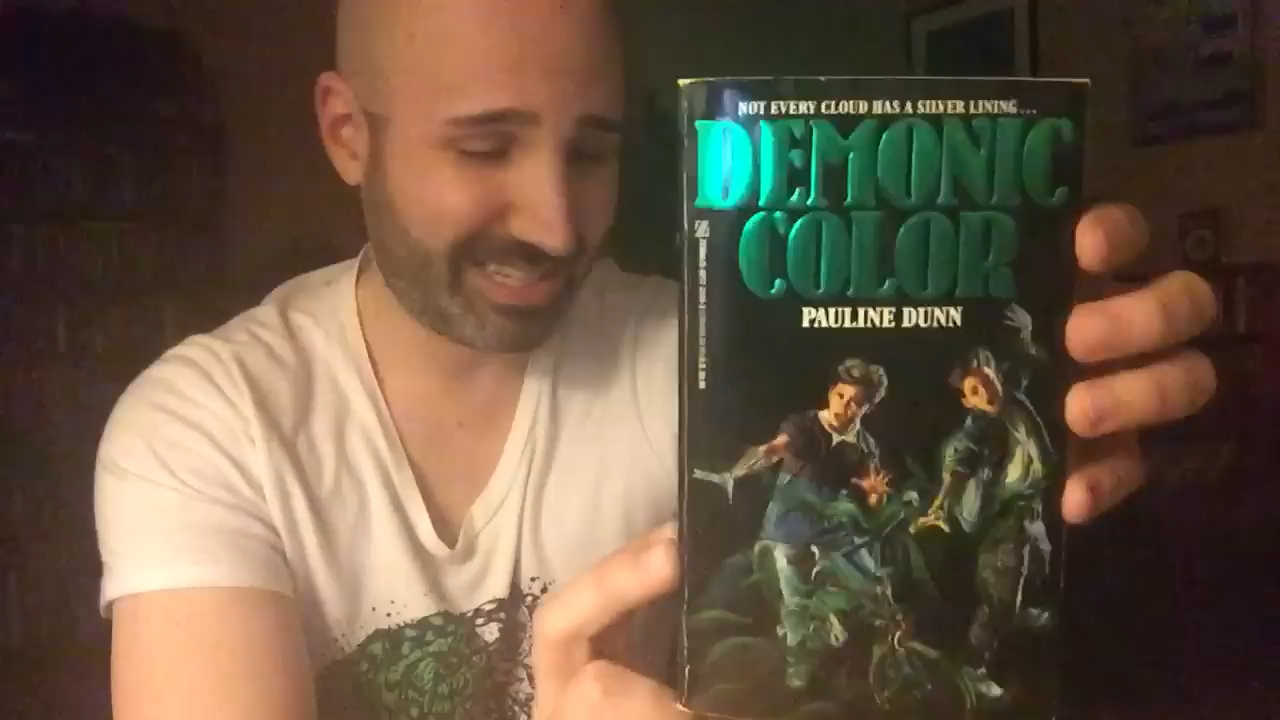 NOT EVERY CLOUD HAS A SILVER LINING...
DEMONIC
COLOR
PAULINE DUNN